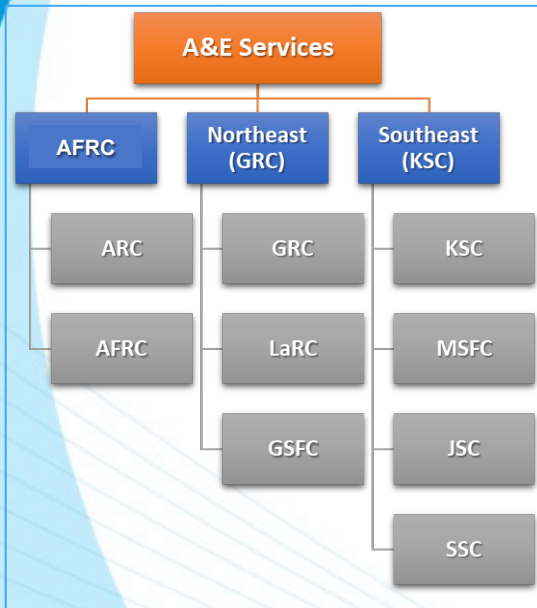 A&E Services
AFRC
Northeast
(GRC)
Southeast
(KSC)
ARC
GRC
KSC
AFRC
LaRC
MSFC
GSFC
JSC
SSC